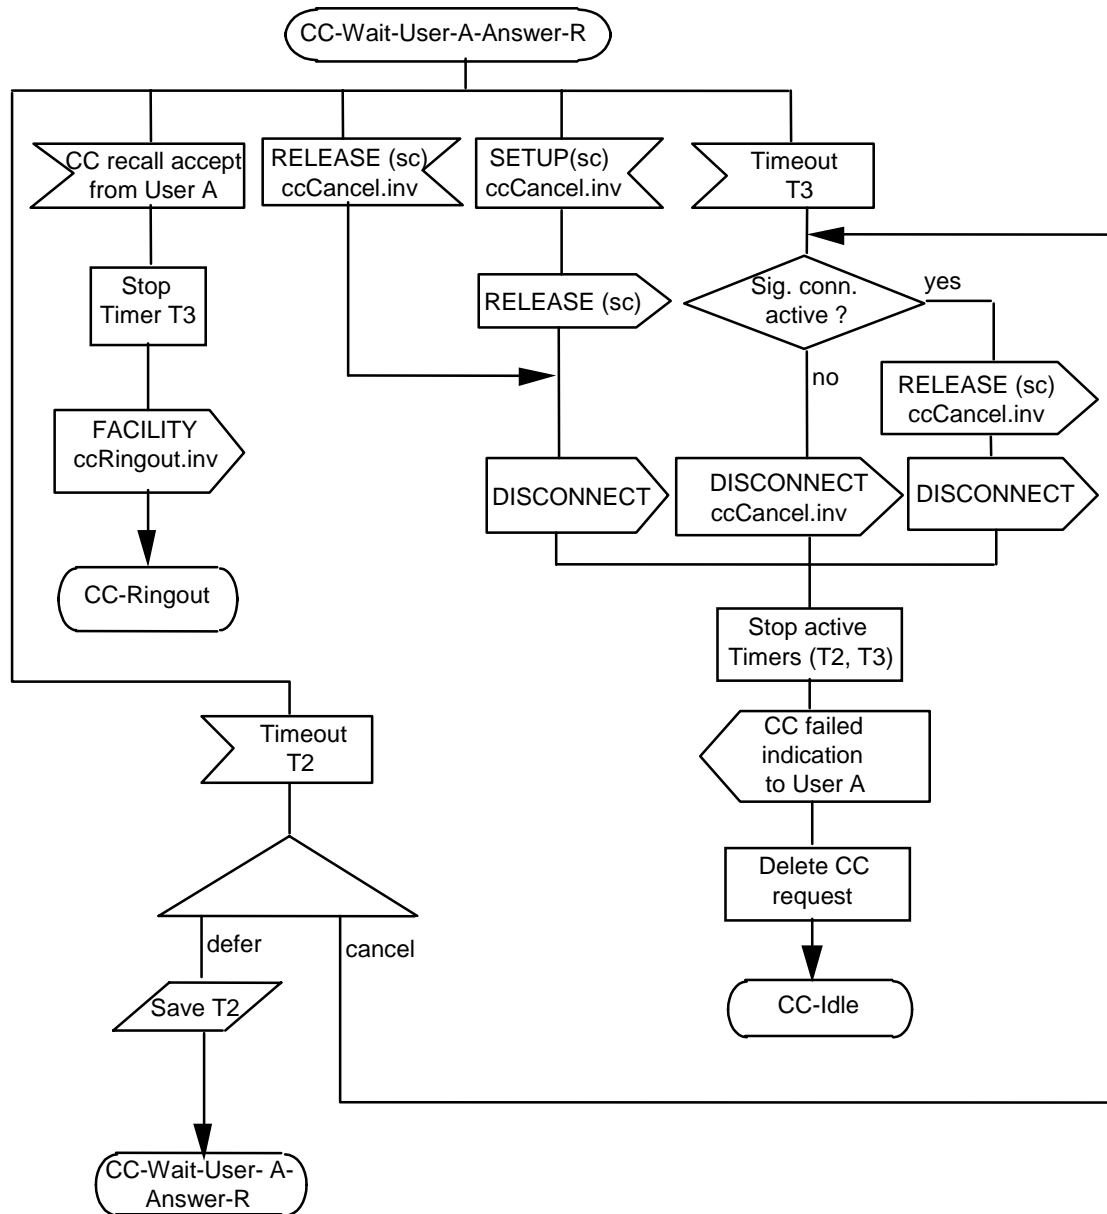 CC-Wait-User-A-Answer-R
CC recall accept
from User A
RELEASE (sc)
ccCancel.inv
SETUP(sc)
ccCancel.inv
Timeout
T3
Stop
Timer T3
RELEASE (sc)
Sig. conn.
active ?
yes
no
RELEASE (sc)
ccCancel.inv
FACILITY
ccRingout.inv
DISCONNECT
DISCONNECT
ccCancel.inv
DISCONNECT
CC-Ringout
Stop active
Timers (T2, T3)
Timeout
T2
CC failed
indication
to User A
Delete CC
request
defer
cancel
Save T2
CC-Idle
CC-Wait-User- A-
Answer-R